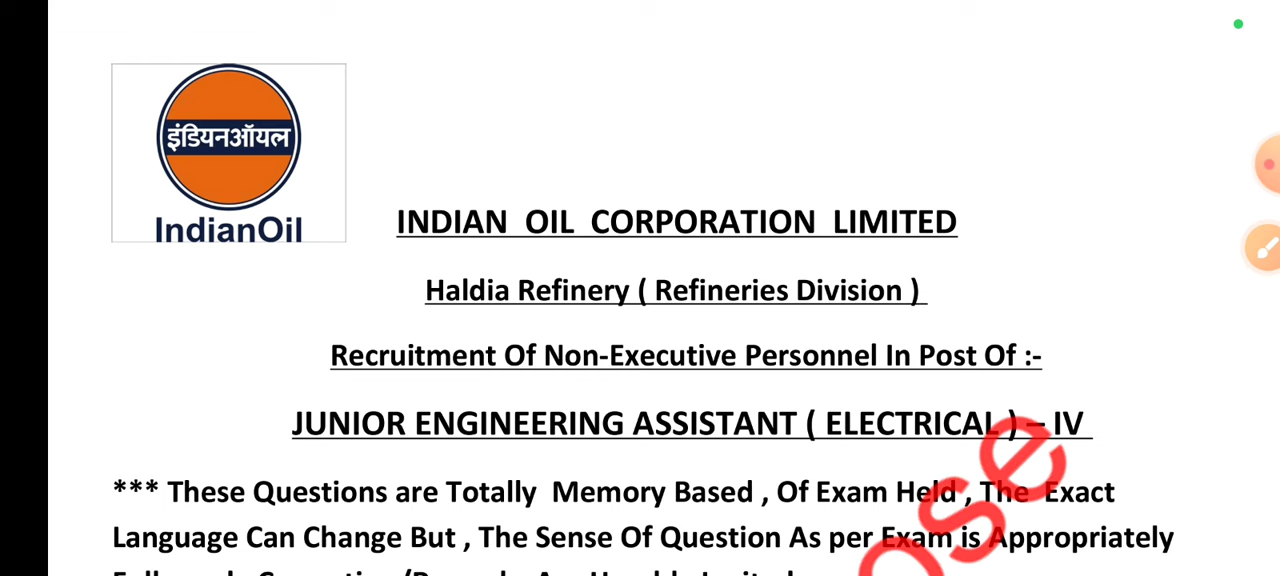 इंडियनऑयल
IndianOil
INDIAN OIL CORPORATION LIMITED
Haldia Refinery ( Refineries Division )
Recruitment Of Non-Executive Personnel In Post Of :-
JUNIOR ENGINEERING ASSISTANT ( ELECTRICAL ) – IV
*** These Questions are Totally Memory Based , Of Exam Held , The Exact
Language Can Change But , The Sense Of Question As per Exam is Appropriately